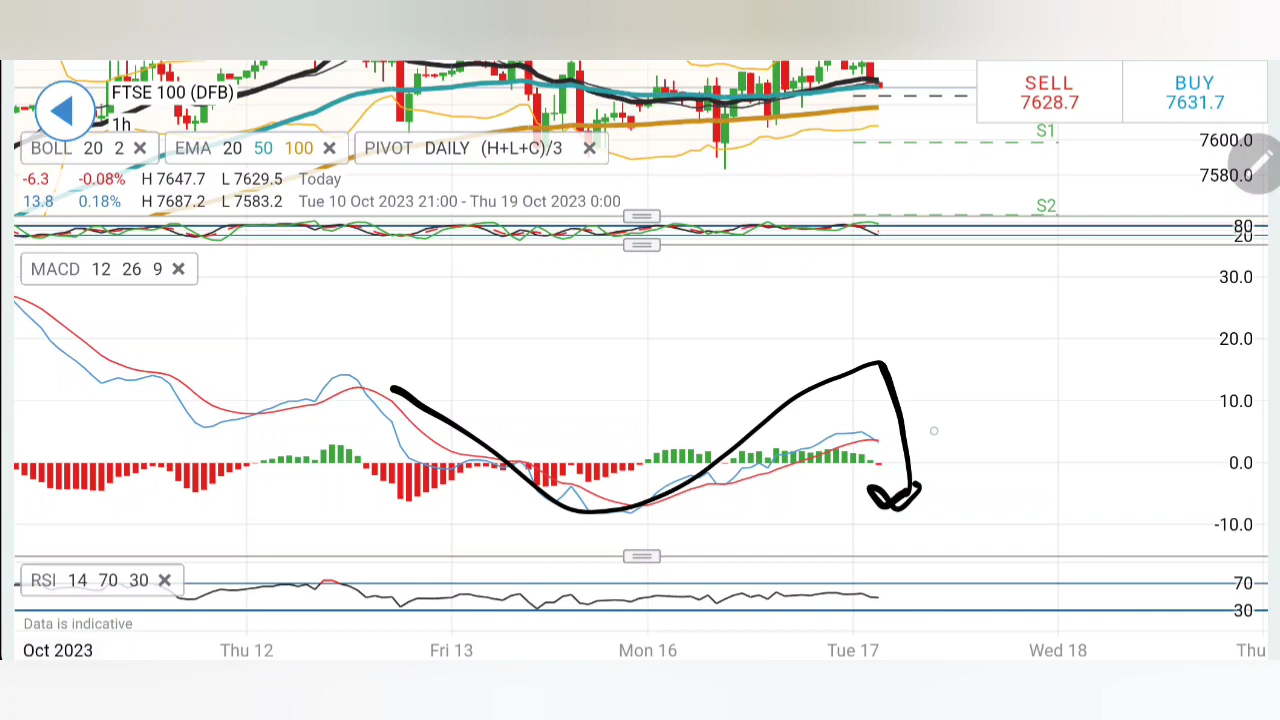 FTSE 100 (DFB)
1h
SELL
7628.7
BUY
7631.7
BOLL 20 2
EMA 20 50 100
PIVOT DAILY (H+L+C)/3
S1
7600.0
7580.0
-6.3 -0.08% H 7647.7 L 7629.5 Today
13.8 0.18% H 7687.2 L 7583.2 Tue 10 Oct 2023 21:00 - Thu 19 Oct 2023 0:00
S2
80
20
MACD 12 26 9
30.0
20.0
10.0
0.0
-10.0
RSI 14 70 30
70
30
Data is indicative
Oct 2023 Thu 12 Fri 13 Mon 16 Tue 17 Wed 18 Thu